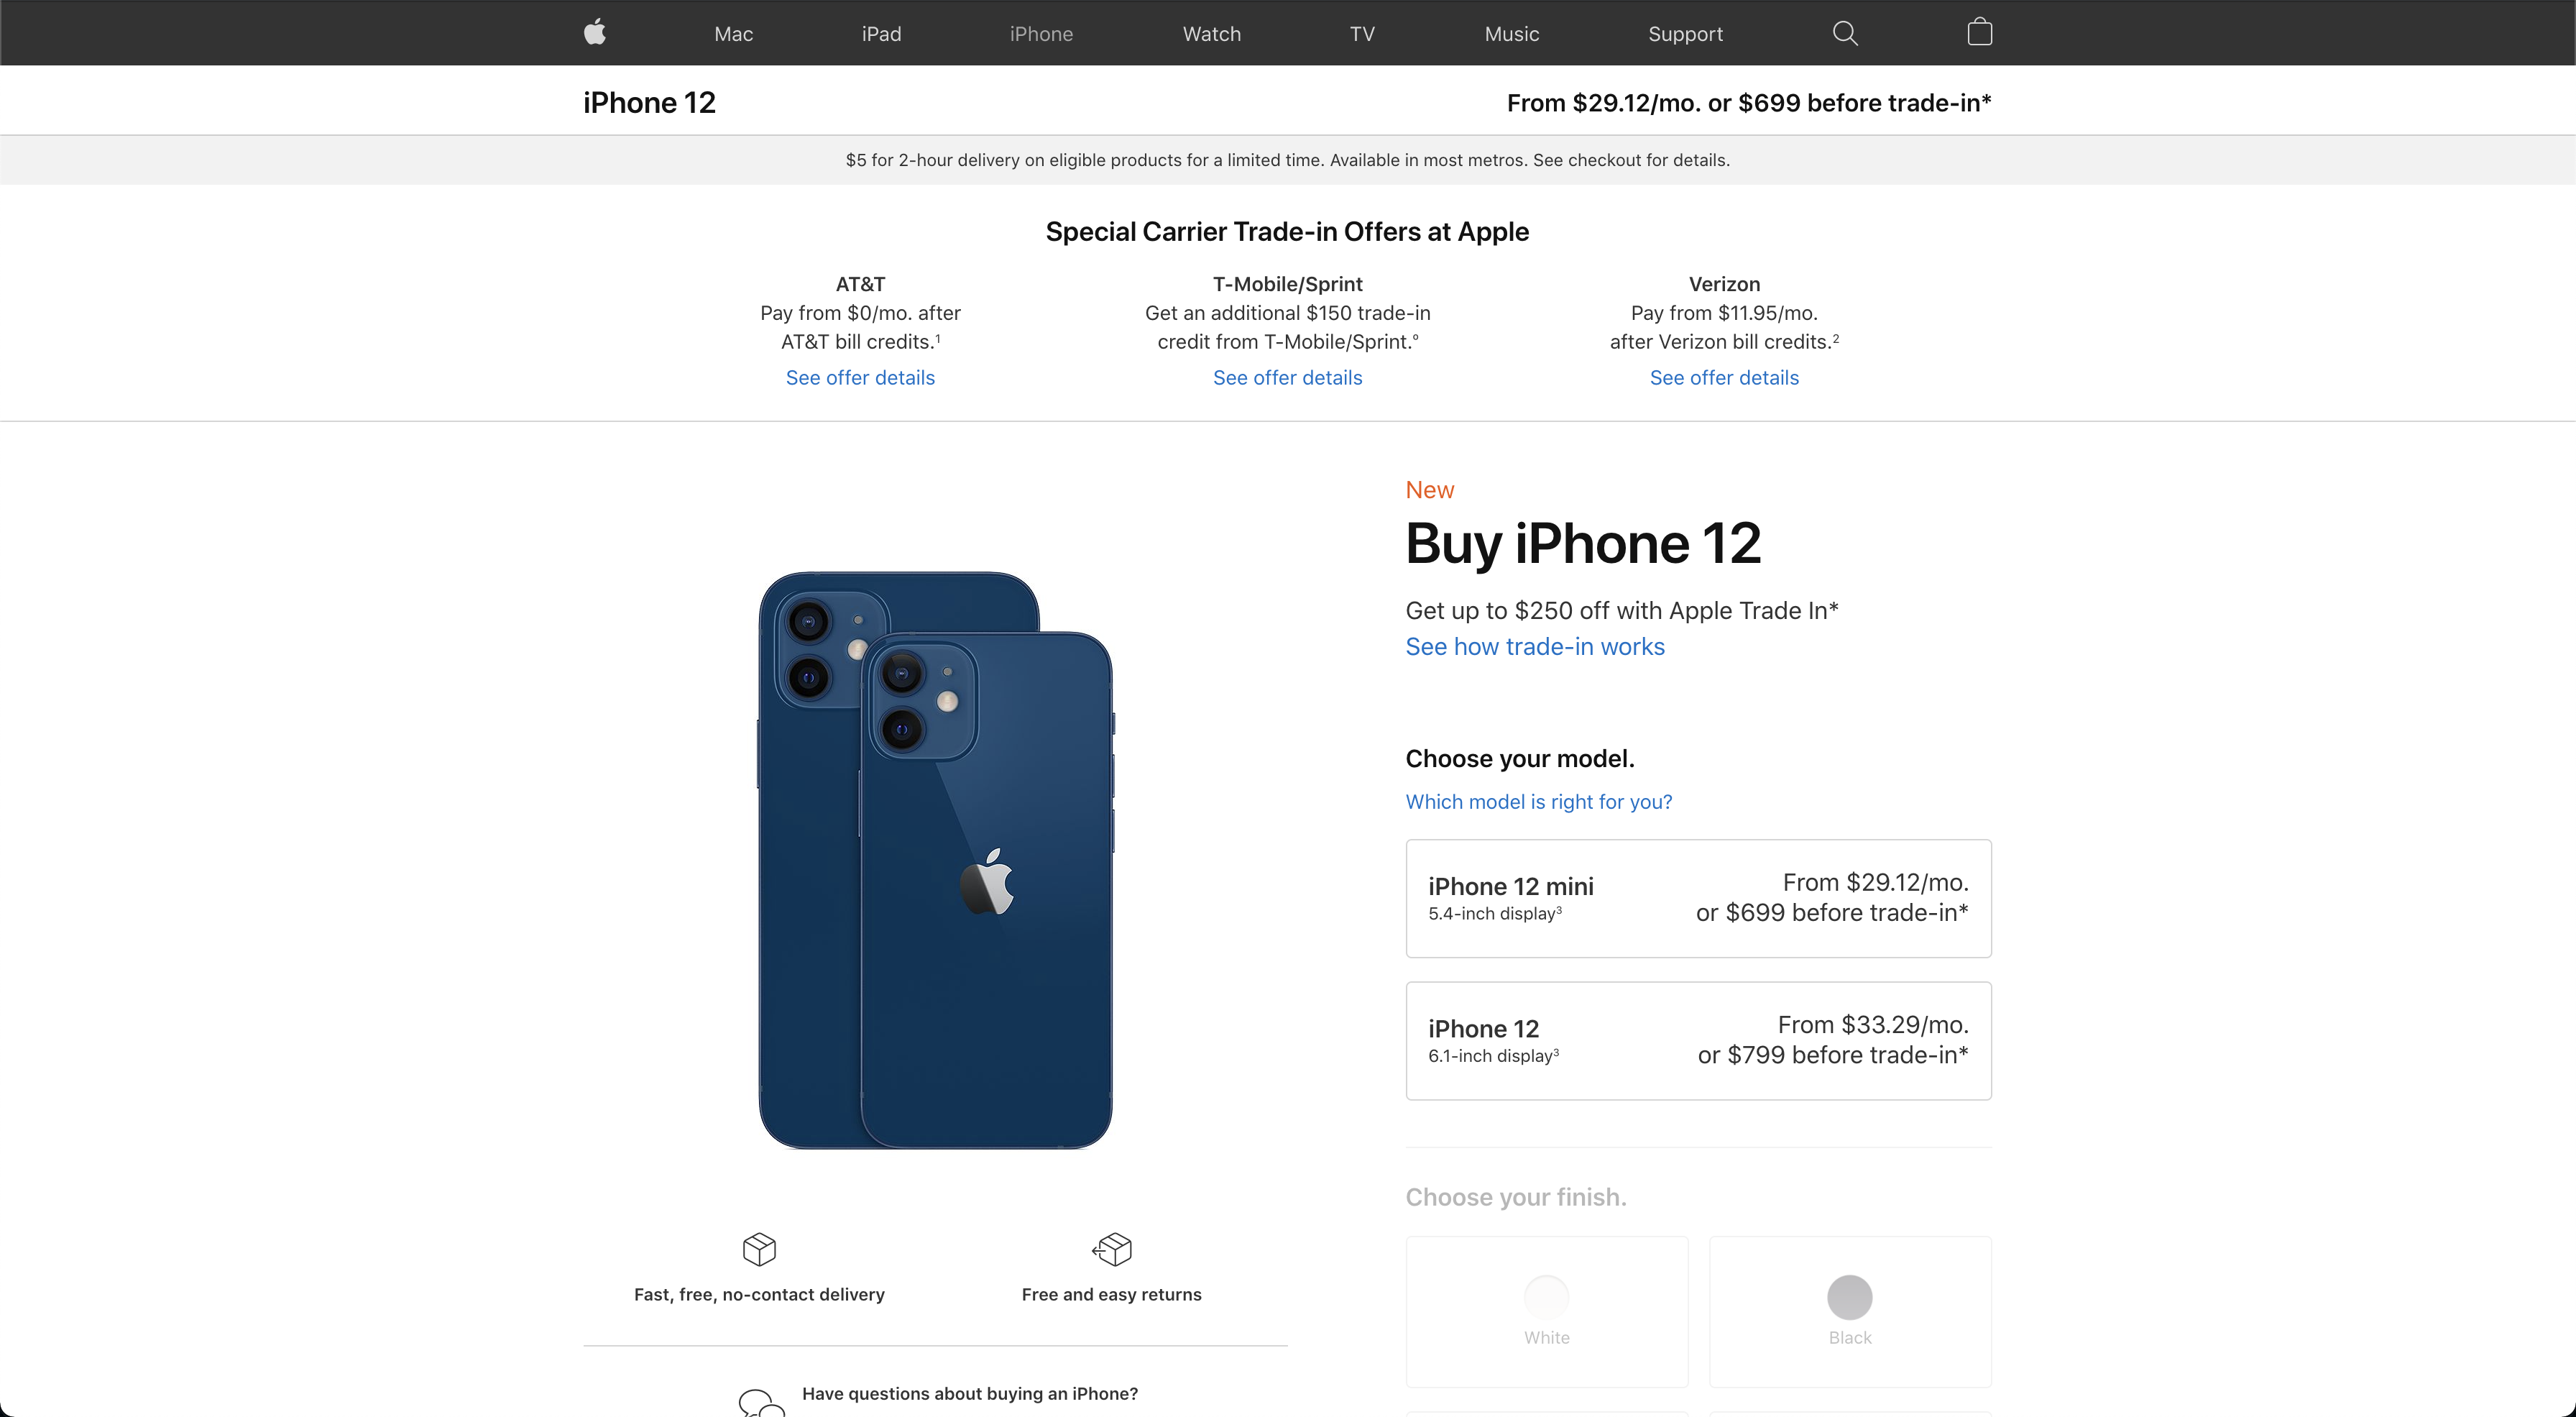 Mac
iPad
iPhone
Watch
TV
Music
Support
iPhone 12
From $29.12/mo. or $699 before trade-in*
$5 for 2-hour delivery on eligible products for a limited time. Available in most metros. See checkout for details.
Special Carrier Trade-in Offers at Apple
AT&T
Pay from $0/mo. after
AT&T bill credits.¹
See offer details
T-Mobile/Sprint
Get an additional $150 trade-in
credit from T-Mobile/Sprint.º
See offer details
Verizon
Pay from $11.95/mo.
after Verizon bill credits.²
See offer details
New
Buy iPhone 12
Get up to $250 off with Apple Trade In*
See how trade-in works
Choose your model.
Which model is right for you?
iPhone 12 mini
5.4-inch display³
From $29.12/mo.
or $699 before trade-in*
iPhone 12
6.1-inch display³
From $33.29/mo.
or $799 before trade-in*
Choose your finish.
White
Black
Fast, free, no-contact delivery
Free and easy returns
Have questions about buying an iPhone?